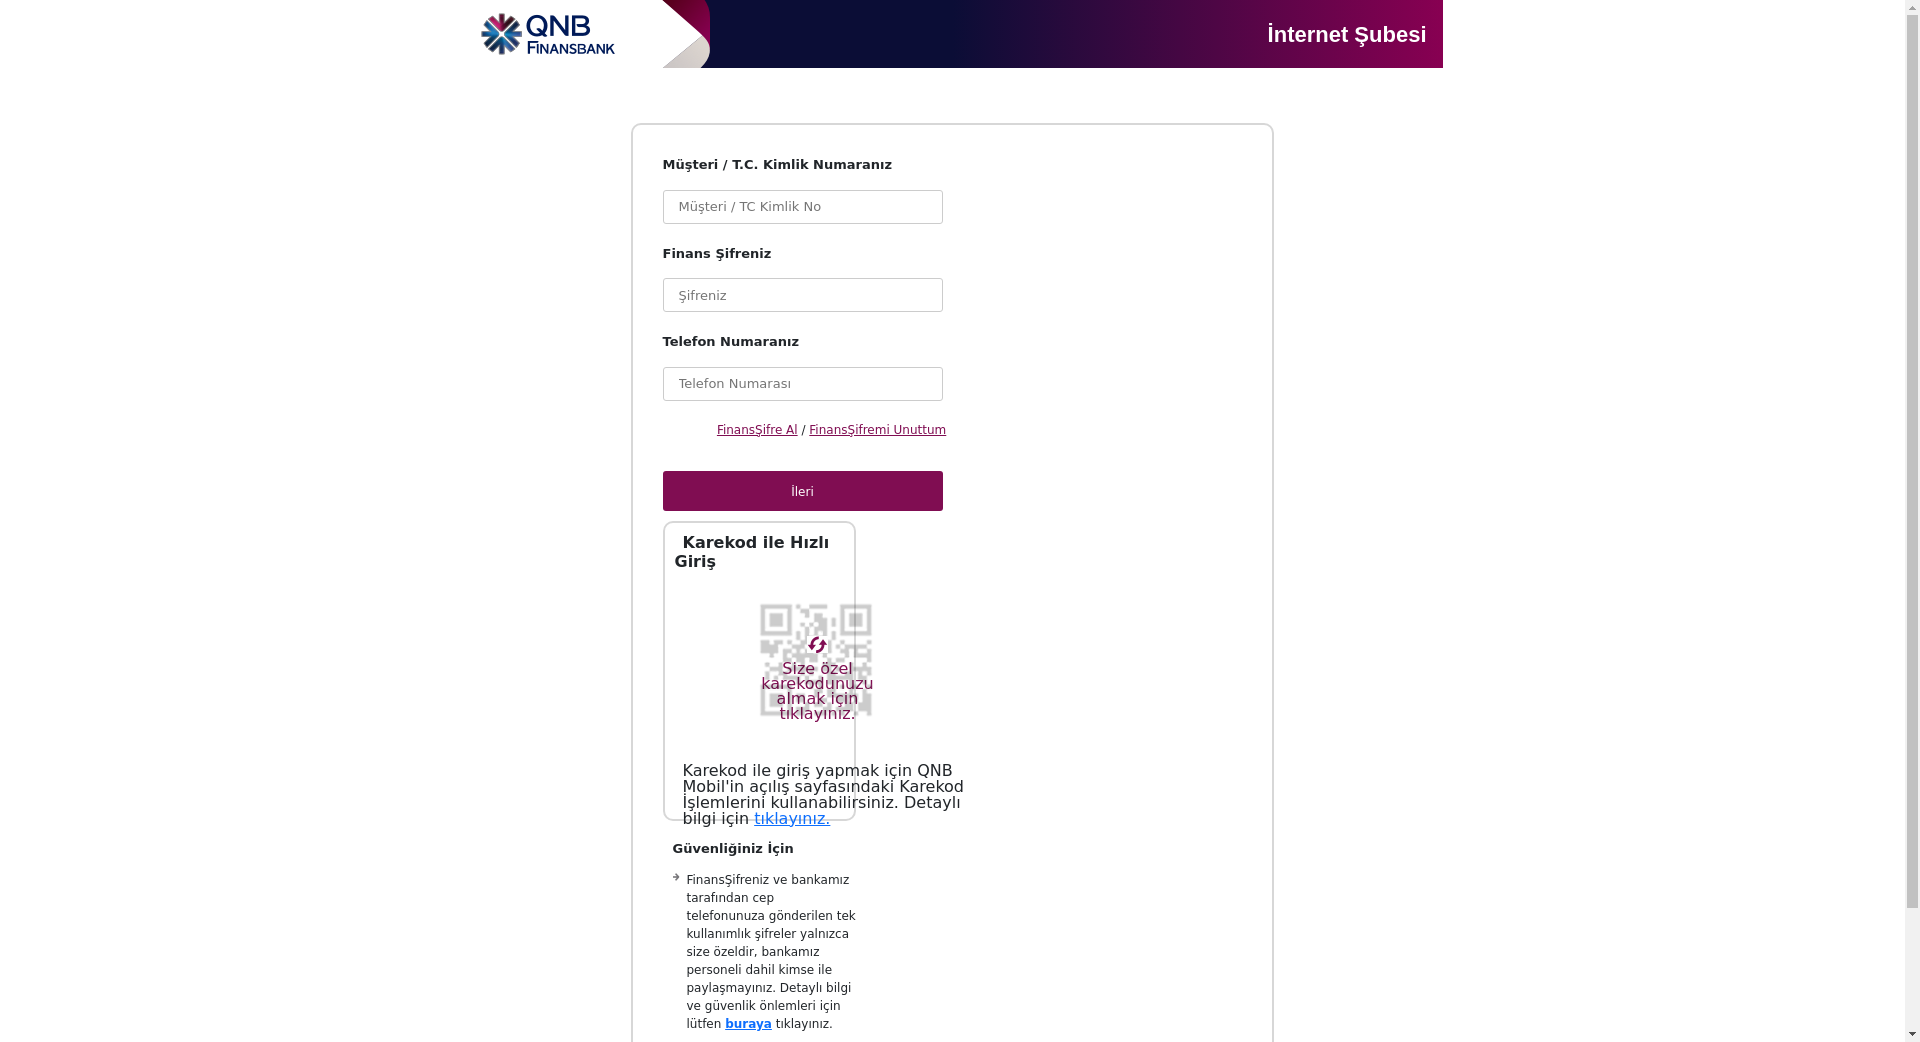 QNB
FINANSBANK
İnternet Şubesi
Müşteri / T.C. Kimlik Numaranız
Müşteri / TC Kimlik No
Finans Şifreniz
Şifreniz
Telefon Numaranız
Telefon Numarası
FinansŞifre Al / FinansŞifremi Unuttum
İleri
Karekod ile Hızlı
Giriş
Size özel
karekodunuzu
almak için
tıklayınız.
Karekod ile giriş yapmak için QNB
Mobil'in açılış sayfasındaki Karekod
İşlemlerini kullanabilirsiniz. Detaylı
bilgi için tıklayınız.
Güvenliğiniz İçin
FinansŞifreniz ve bankamız
tarafından cep
telefonunuza gönderilen tek
kullanımlık şifreler yalnızca
size özeldir, bankamız
personeli dahil kimse ile
paylaşmayınız. Detaylı bilgi
ve güvenlik önlemleri için
lütfen buraya tıklayınız.